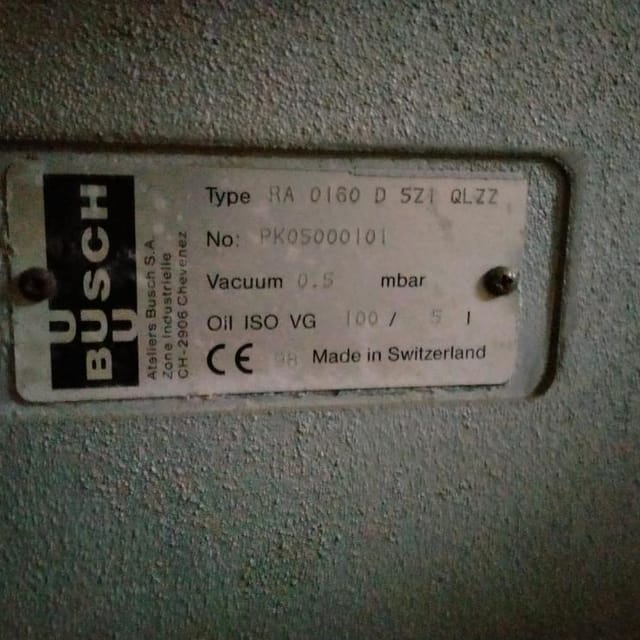 BUSCH
Ateliers Busch S.A.
Zone Industrielle
CH-2906 Chevenez
Type RA 0160 D 5Z1 QLZZ
No: PK05000101
Vacuum 0.5 mbar
Oil ISO VG 100 / 5 l
CE 98 Made in Switzerland